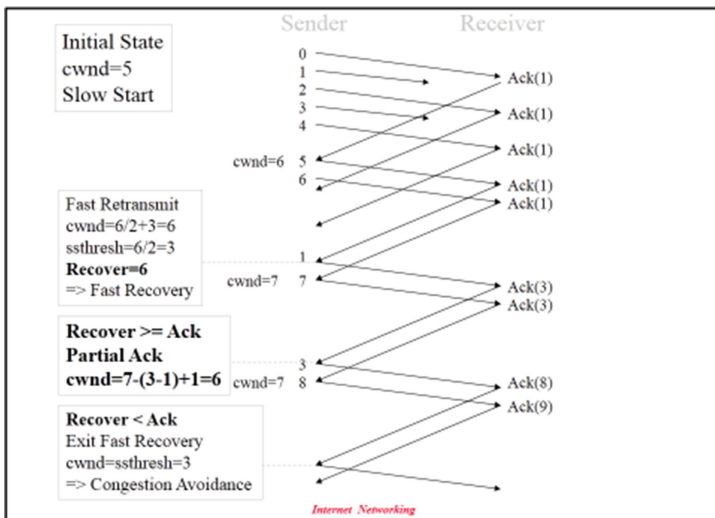 Sender
Receiver
Initial State
cwnd=5
Slow Start
0
1
2
3
4
cwnd=6 5
6
Ack(1)
Ack(1)
Ack(1)
Ack(1)
Ack(1)
Fast Retransmit
cwnd=6/2+3=6
ssthresh=6/2=3
Recover=6
=> Fast Recovery
1
cwnd=7 7
Ack(3)
Ack(3)
Recover >= Ack
Partial Ack
cwnd=7-(3-1)+1=6
3
cwnd=7 8
Ack(8)
Ack(9)
Recover < Ack
Exit Fast Recovery
cwnd=ssthresh=3
=> Congestion Avoidance
Internet Networking